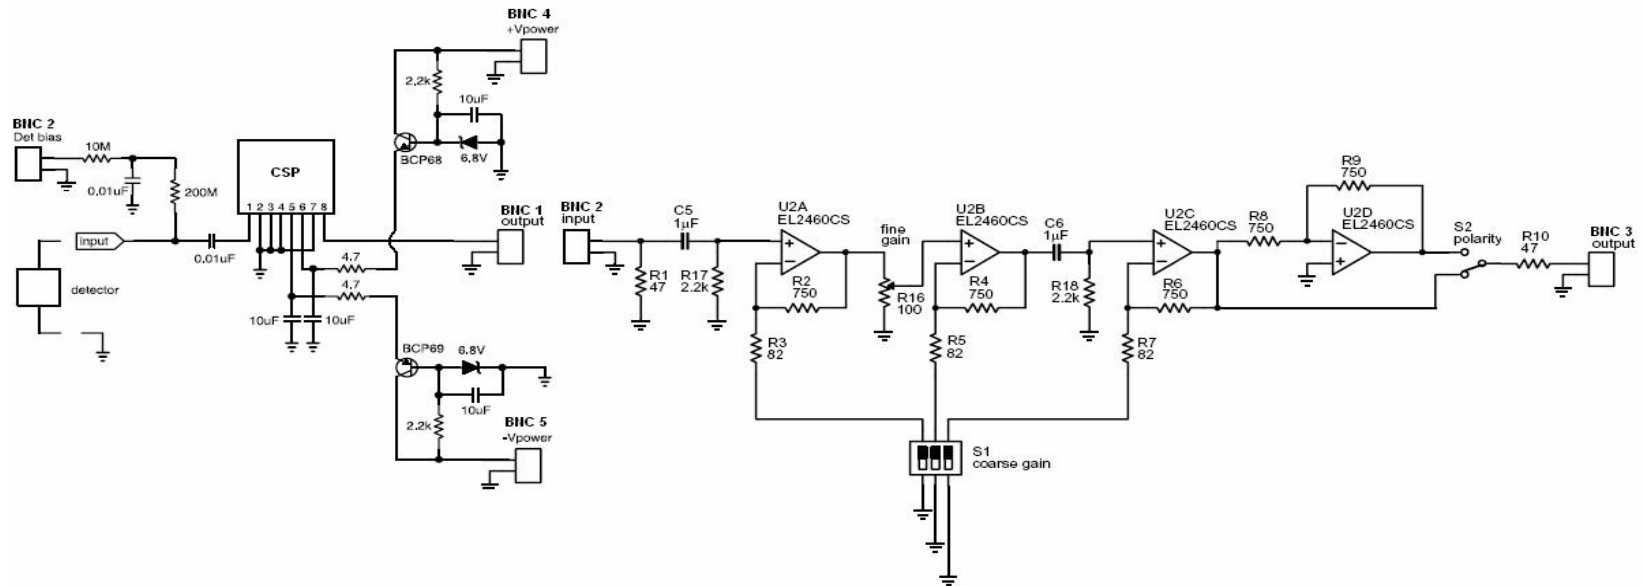 BNC 4
+Vpower
2.2k
10uF
BCP68
6.8V
BNC 2
Det bias
10M
0.01uF
200M
CSP
1 2 3 4 5 6 7 8
input
0.01uF
detector
4.7
4.7
10uF
10uF
BNC 1
output
BCP69
6.8V
10uF
2.2k
BNC 5
-Vpower
BNC 2
input
C5
1µF
R1
47
R17
2.2k
U2A
EL2460CS
R2
750
R3
82
fine
gain
R16
100
U2B
EL2460CS
R4
750
R5
82
C6
1µF
R18
2.2k
U2C
EL2460CS
R6
750
R7
82
R8
750
R9
750
U2D
EL2460CS
S2
polarity
R10
47
BNC 3
output
S1
coarse gain